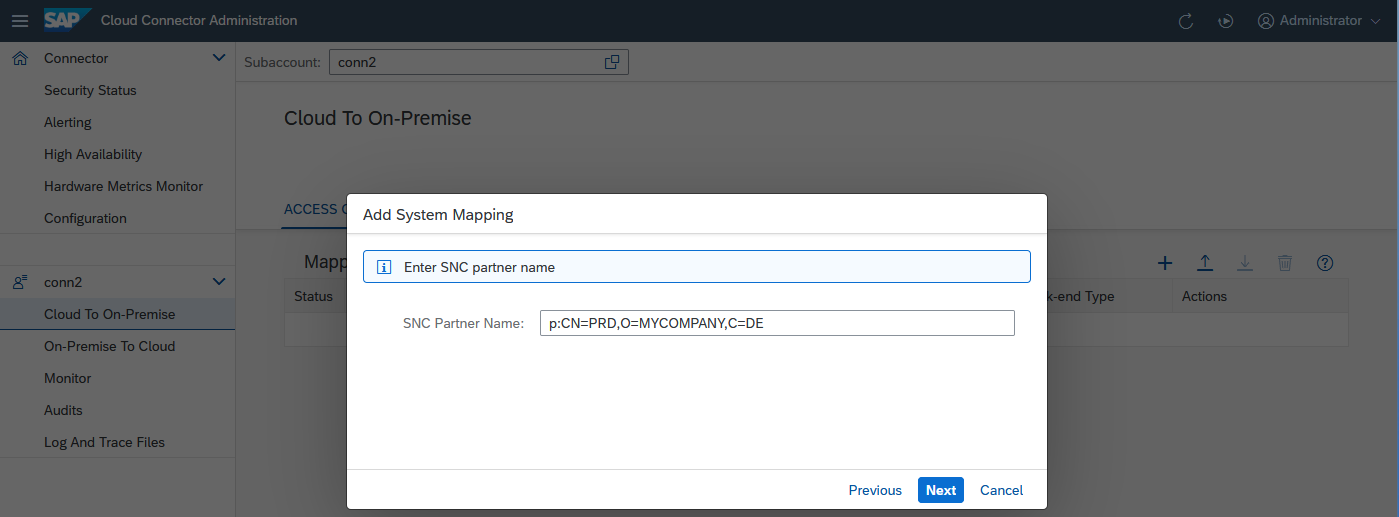 SAP Cloud Connector Administration
Administrator
Connector
Security Status
Alerting
High Availability
Hardware Metrics Monitor
Configuration
conn2
Cloud To On-Premise
On-Premise To Cloud
Monitor
Audits
Log And Trace Files
Subaccount: conn2
Cloud To On-Premise
ACCESS C
Mapp
Status
k-end Type
Actions
Add System Mapping
Enter SNC partner name
SNC Partner Name: p:CN=PRD,O=MYCOMPANY,C=DE
Previous
Next
Cancel